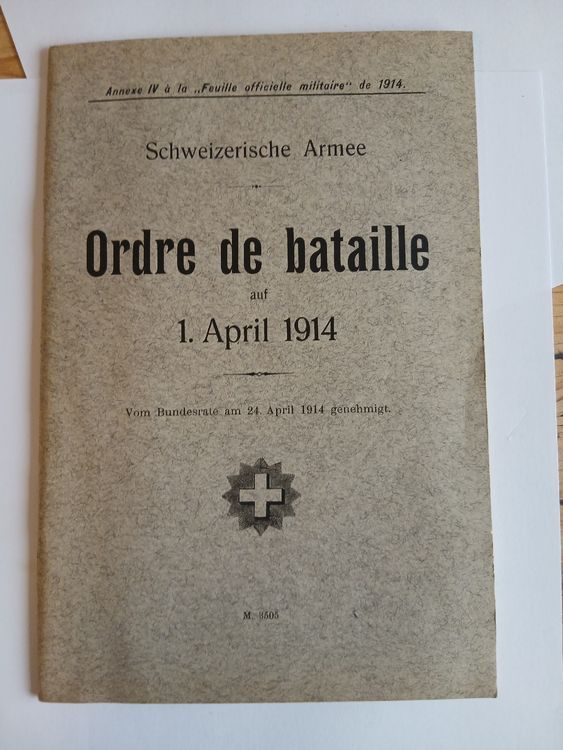 Annexe IV à la „Feuille officielle militaire“ de 1914.
Schweizerische Armee
Ordre de bataille
auf
1. April 1914
Vom Bundesrate am 24. April 1914 genehmigt.
M. 3505